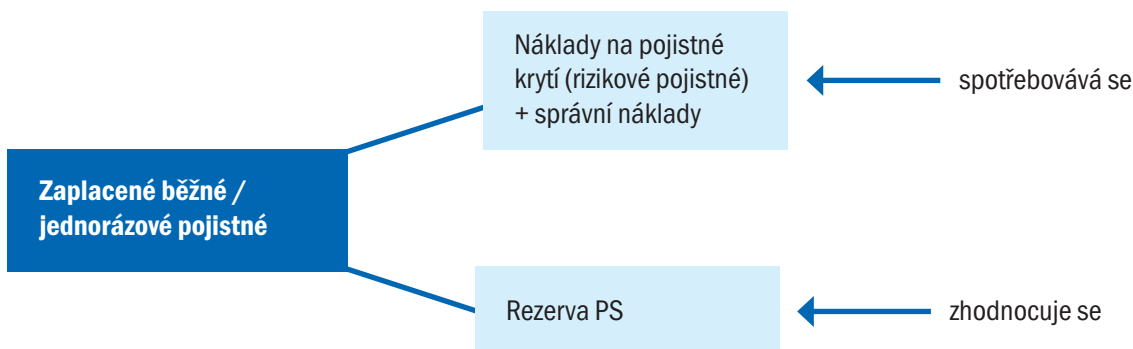 Náklady na pojistné
krytí (rizikové pojistné)
+ správní náklady
spotřebovává se
Zaplacené běžné /
jednorázové pojistné
Rezerva PS
zhodnocuje se